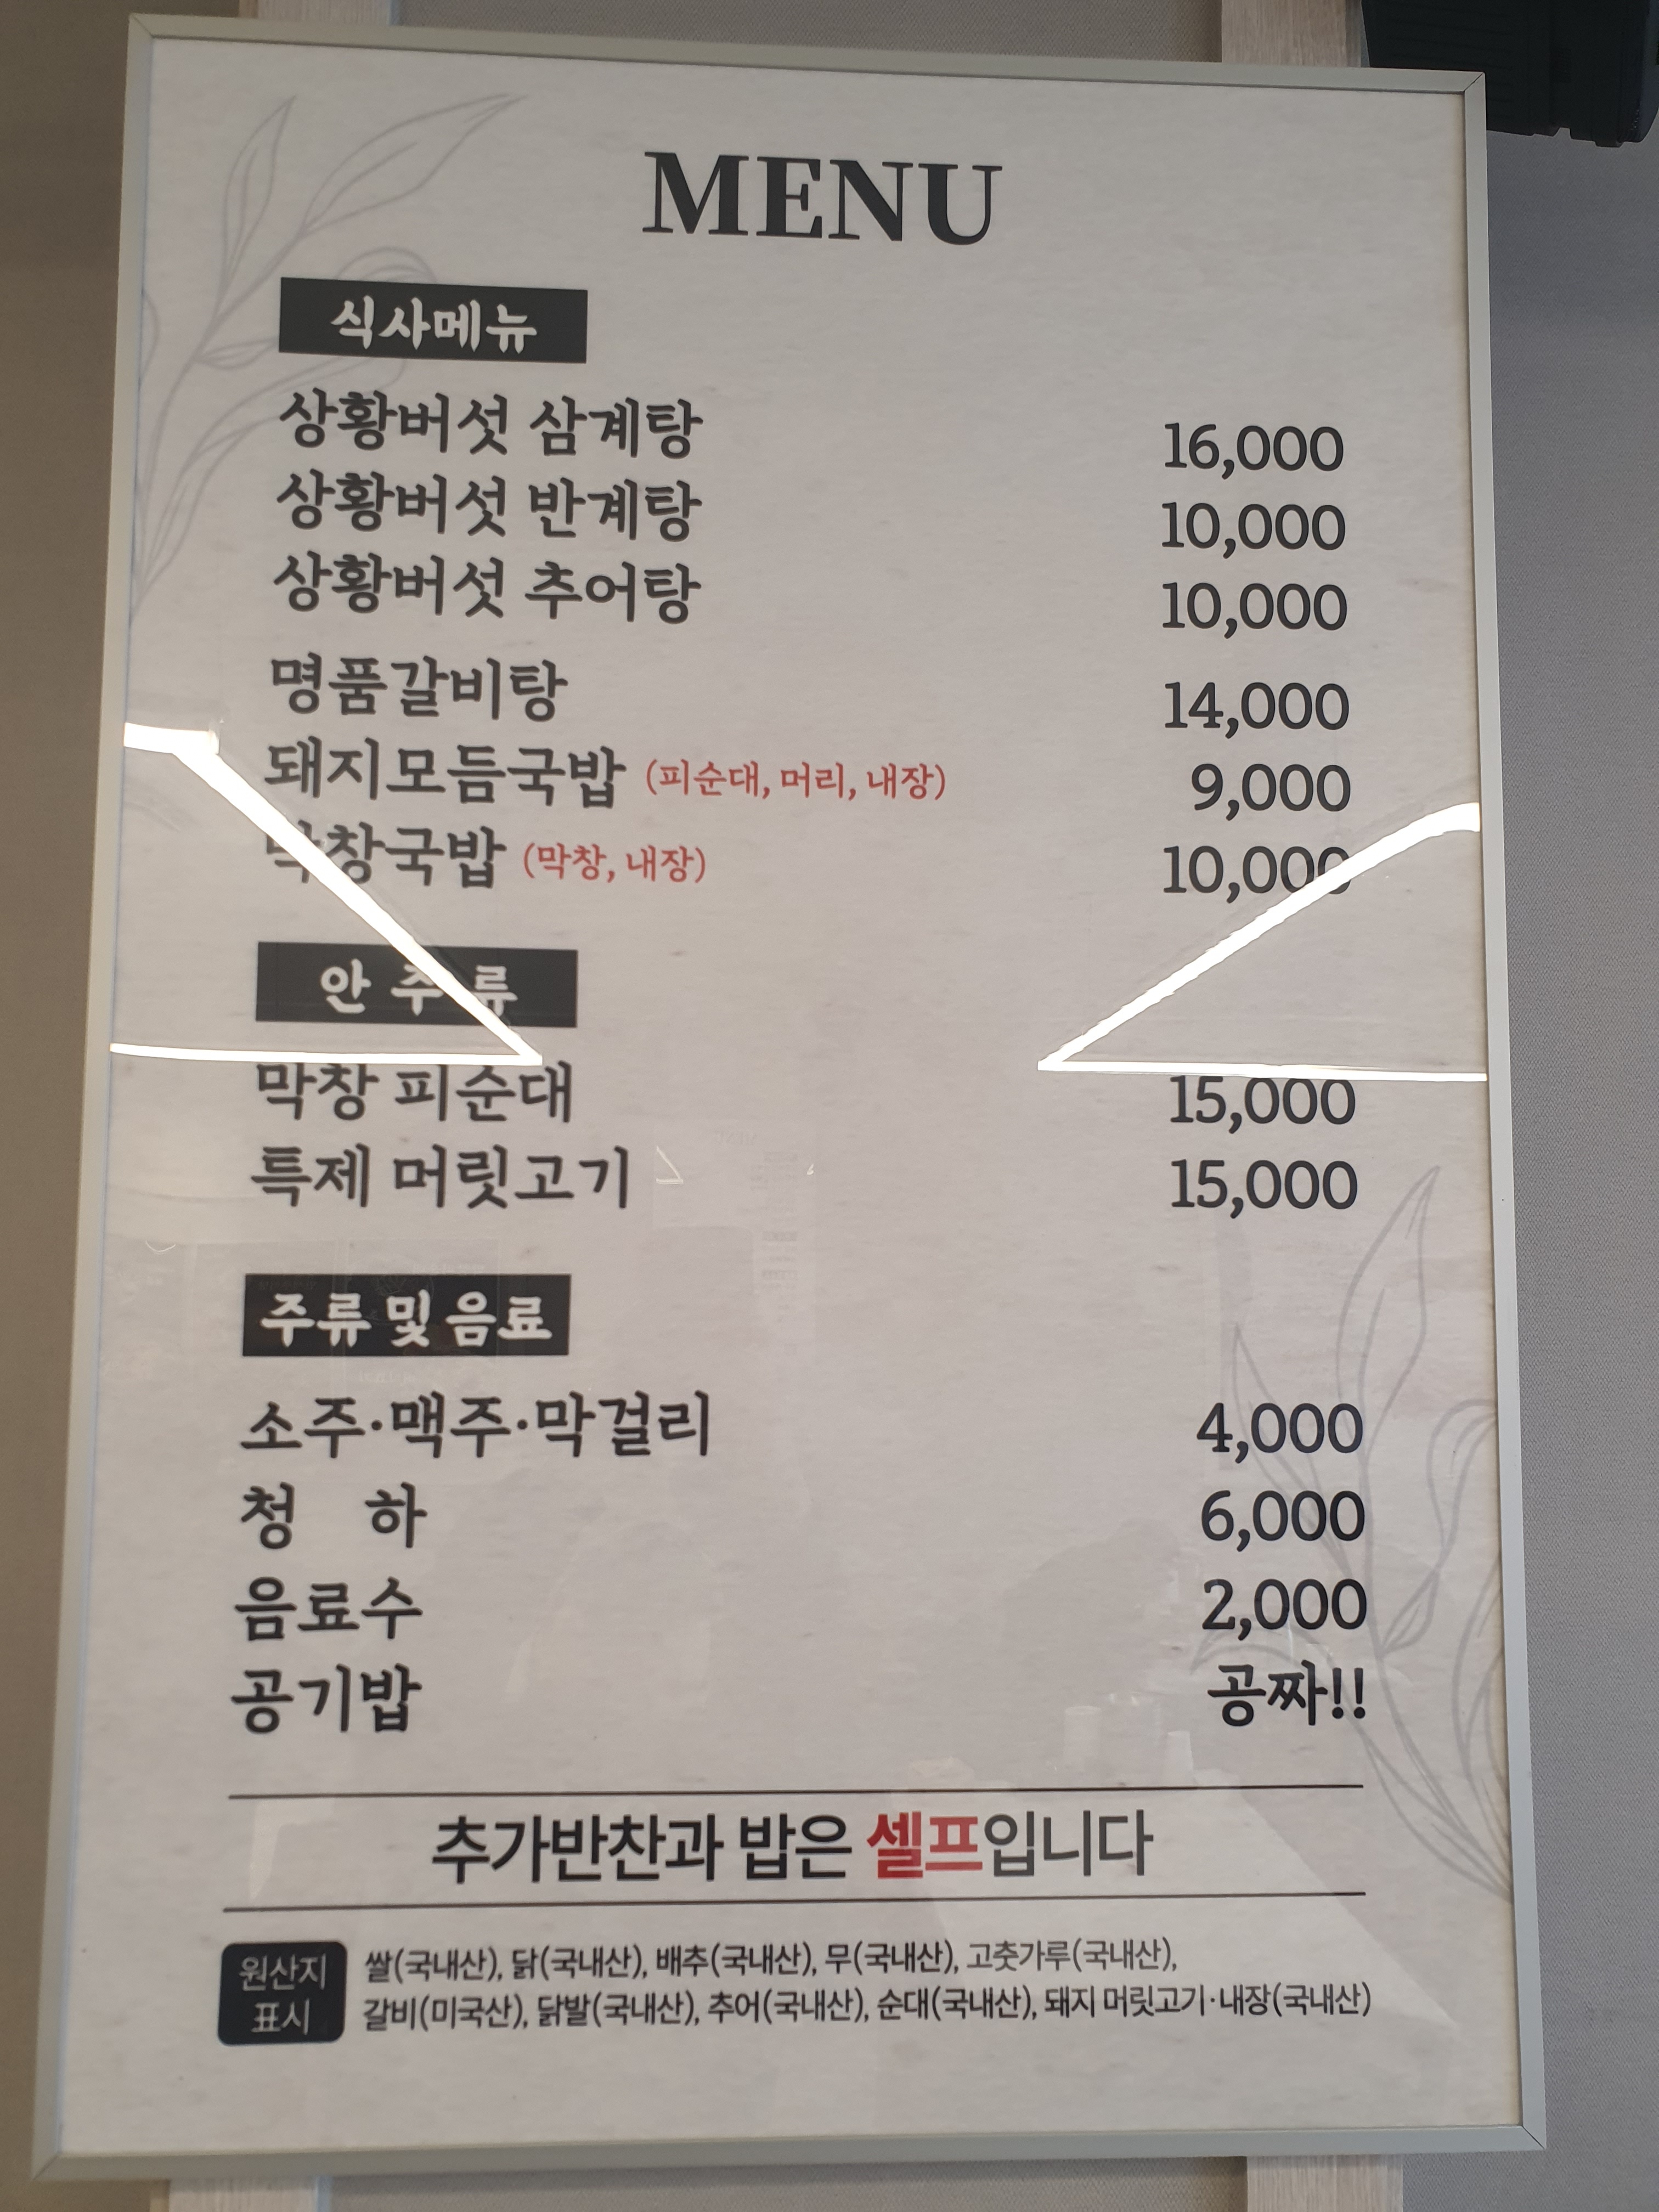 MENU
식사메뉴
상황버섯 삼계탕 16,000
상황버섯 반계탕 10,000
상황버섯 추어탕 10,000
명품갈비탕 14,000
돼지모듬국밥 (피순대, 머리, 내장) 9,000
막창국밥 (막창, 내장) 10,000
안 주 류
막창 피순대 15,000
특제 머릿고기 15,000
주류 및 음료
소주·맥주·막걸리 4,000
청 하 6,000
음료수 2,000
공기밥 공짜!!
추가반찬과 밥은 셀프입니다
원산지
표시
쌀(국내산), 닭(국내산), 배추(국내산), 무(국내산), 고춧가루(국내산),
갈비(미국산), 닭발(국내산), 추어(국내산), 순대(국내산), 돼지 머릿고기·내장(국내산)